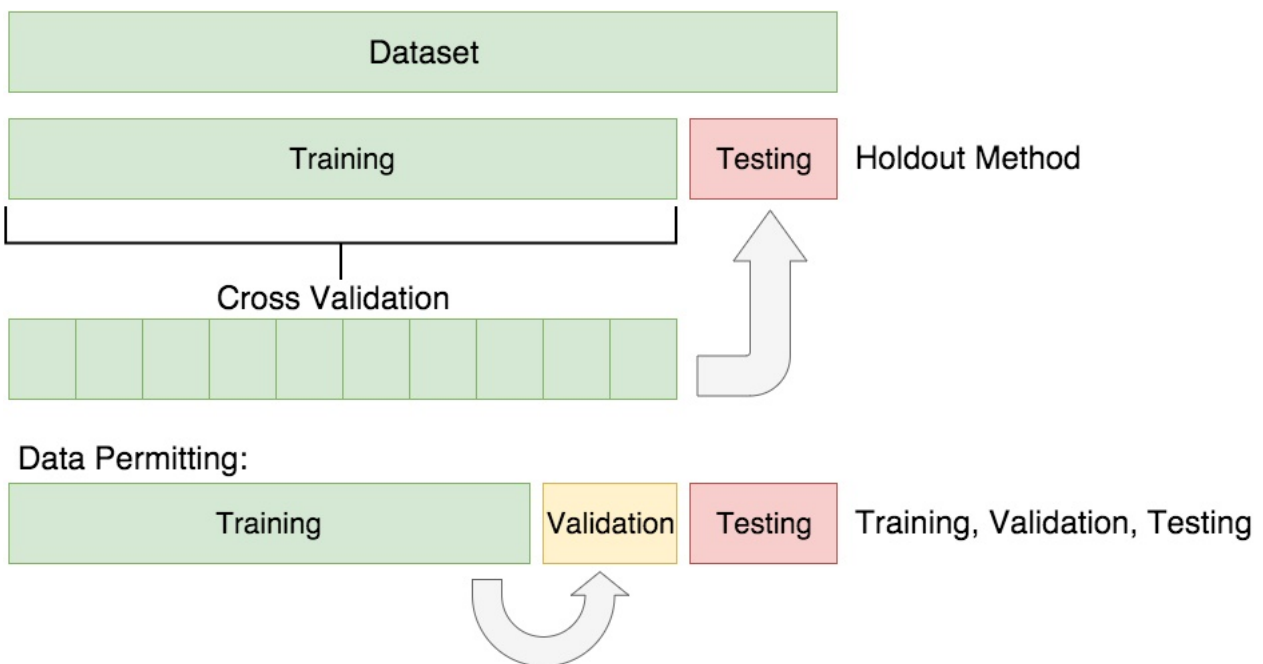 Dataset
Training Testing Holdout Method
Cross Validation
Data Permitting:
Training Validation Testing Training, Validation, Testing